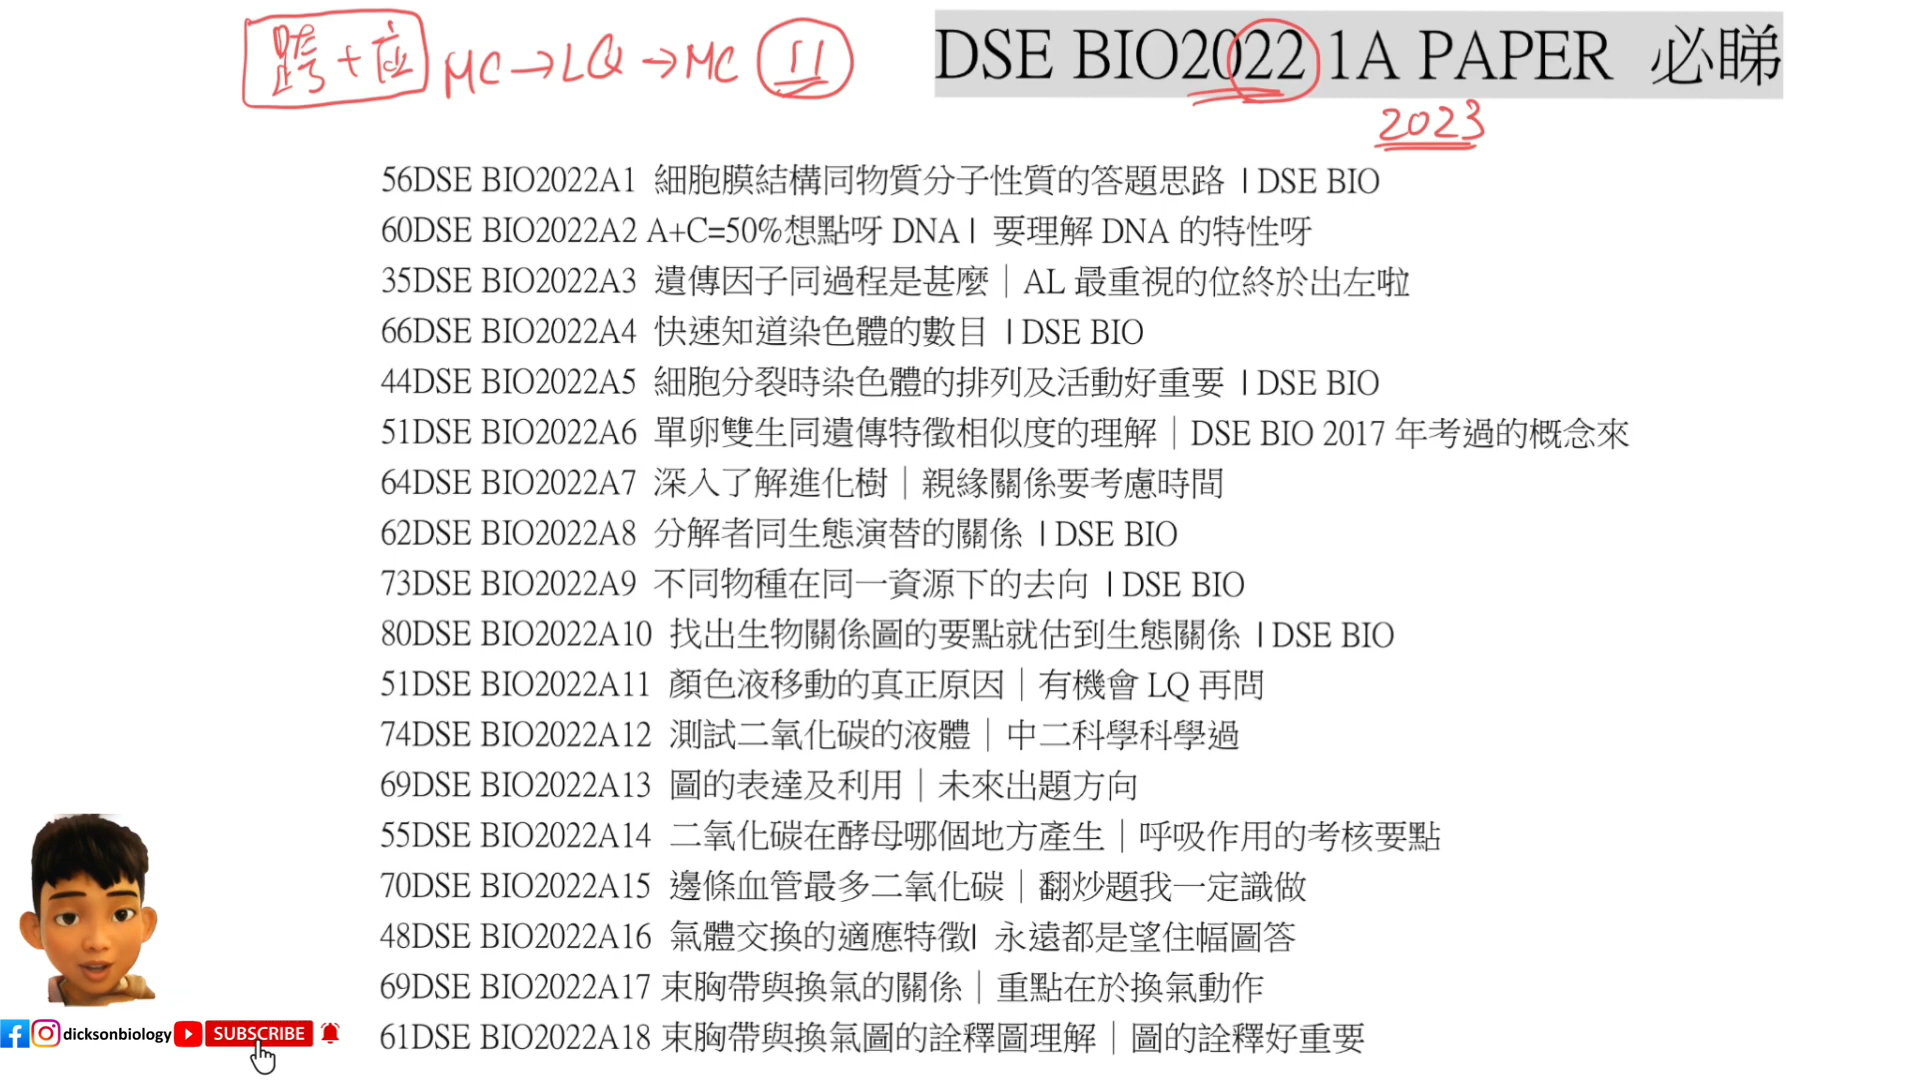 跨+应 MC→LQ→MC 11
DSE BIO2022 1A PAPER 必睇
2023
56DSE BIO2022A1 細胞膜結構同物質分子性質的答題思路 | DSE BIO
60DSE BIO2022A2 A+C=50%想點呀 DNA | 要理解 DNA 的特性呀
35DSE BIO2022A3 遺傳因子同過程是甚麼｜AL 最重視的位終於出左啦
66DSE BIO2022A4 快速知道染色體的數目 | DSE BIO
44DSE BIO2022A5 細胞分裂時染色體的排列及活動好重要 | DSE BIO
51DSE BIO2022A6 單卵雙生同遺傳特徵相似度的理解｜DSE BIO 2017 年考過的概念來
64DSE BIO2022A7 深入了解進化樹｜親緣關係要考慮時間
62DSE BIO2022A8 分解者同生態演替的關係 | DSE BIO
73DSE BIO2022A9 不同物種在同一資源下的去向 | DSE BIO
80DSE BIO2022A10 找出生物關係圖的要點就估到生態關係 | DSE BIO
51DSE BIO2022A11 顏色液移動的真正原因｜有機會 LQ 再問
74DSE BIO2022A12 測試二氧化碳的液體｜中二科學科學過
69DSE BIO2022A13 圖的表達及利用｜未來出題方向
55DSE BIO2022A14 二氧化碳在酵母哪個地方產生｜呼吸作用的考核要點
70DSE BIO2022A15 邊條血管最多二氧化碳｜翻炒題我一定識做
48DSE BIO2022A16 氣體交換的適應特徵| 永遠都是望住幅圖答
69DSE BIO2022A17 束胸帶與換氣的關係｜重點在於換氣動作
61DSE BIO2022A18 束胸帶與換氣圖的詮釋圖理解｜圖的詮釋好重要
dicksonbiology SUBSCRIBE